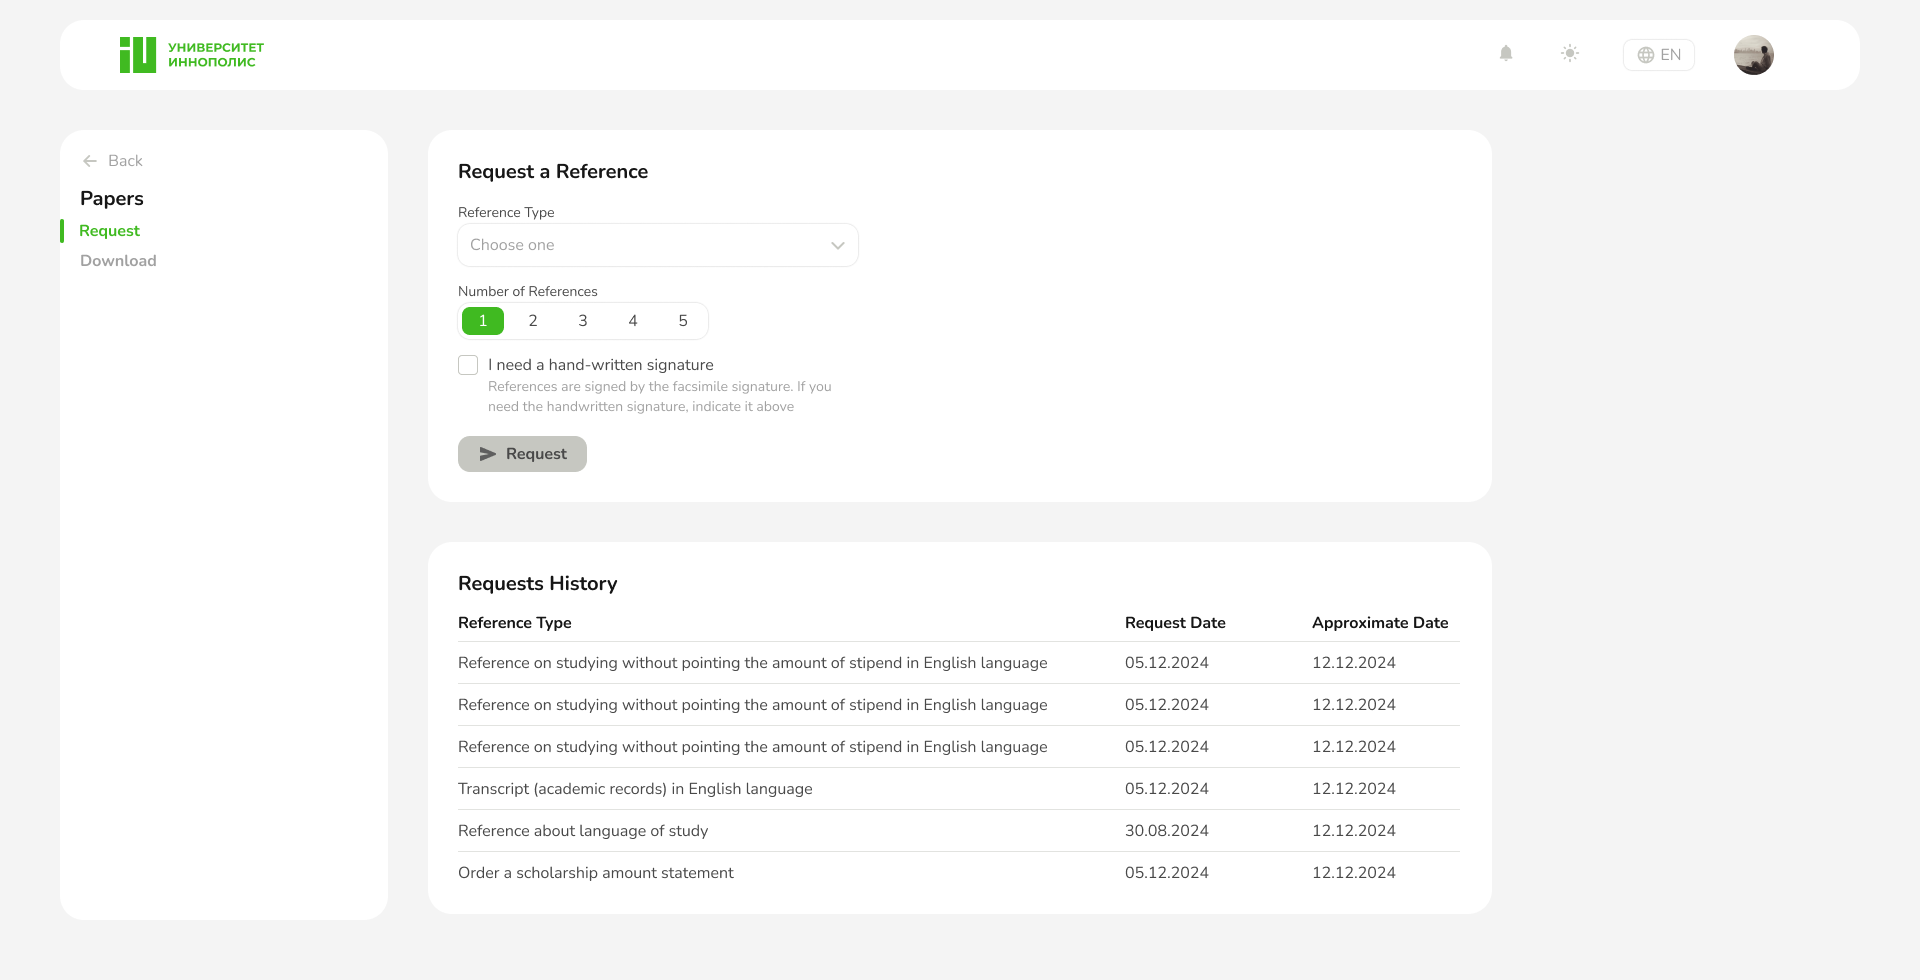 УНИВЕРСИТЕТ
ИННОПОЛИС
EN
Back
Papers
Request
Download
Request a Reference
Reference Type
Choose one
Number of References
1 2 3 4 5
I need a hand-written signature
References are signed by the facsimile signature. If you
need the handwritten signature, indicate it above
Request
Requests History
Reference Type Request Date Approximate Date
Reference on studying without pointing the amount of stipend in English language 05.12.2024 12.12.2024
Reference on studying without pointing the amount of stipend in English language 05.12.2024 12.12.2024
Reference on studying without pointing the amount of stipend in English language 05.12.2024 12.12.2024
Transcript (academic records) in English language 05.12.2024 12.12.2024
Reference about language of study 30.08.2024 12.12.2024
Order a scholarship amount statement 05.12.2024 12.12.2024